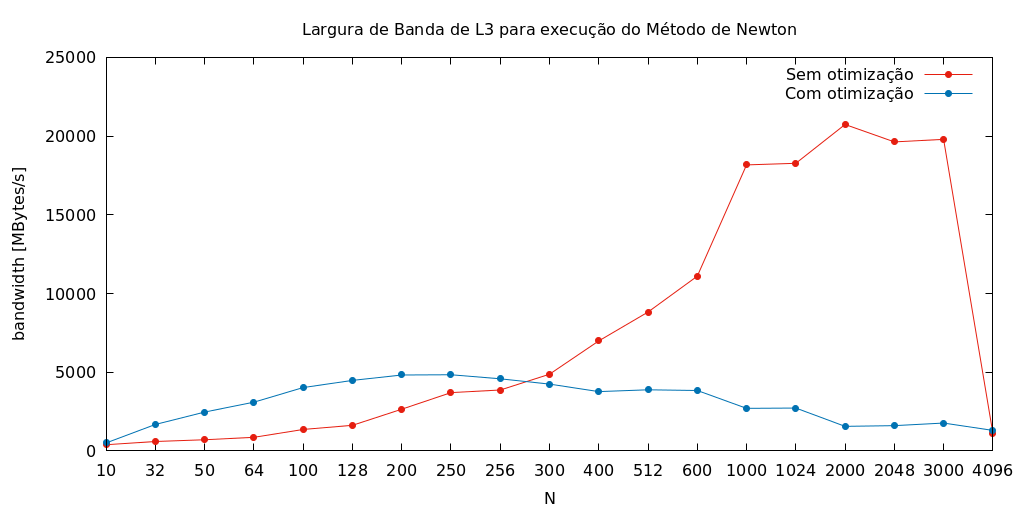 Largura de Banda de L3 para execução do Método de Newton
25000
20000
15000
10000
5000
0
bandwidth [MBytes/s]
Sem otimização
Com otimização
10 32 50 64 100 128 200 250 256 300 400 512 600 1000 1024 2000 2048 3000 4096
N